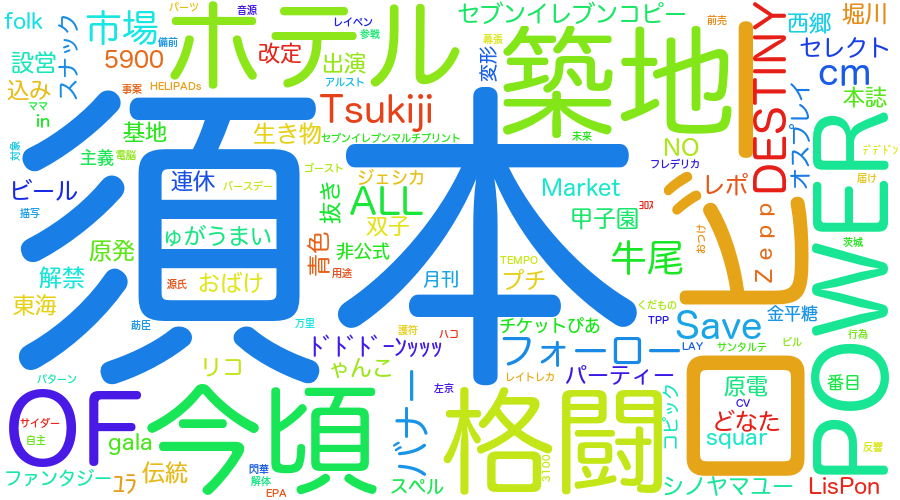 folk
市場
スナック
備前
パーツ
音源
レイペン
参戦
ホテル
セブンイレブンコピー
前売
西郷
堀川
設営
5900
改定
出演
アルスト
幕張
変形
築地
DESTINY
セレクト
cm
込み
事案
HELIPADs
本誌
ママ
in
基地
Tsukiji
生き物
セブンイレブンマルチプリント
未来
オスプレイ
対象
主義
電脳
ゴースト
NO
フレデリカ
デデドン
ビール
連休
バースデー
ジェシカ
Market
レポ
届け
描写
須本
抜き
ALL
双子
甲子園
ﾖﾛｽ
POWER
原発
ゅがうまい
青色
非公式
牛尾
おつけ
Zepp
茨城
解禁
源氏
おばけ
用途
月刊
TEMPO
プチ
ジロ
東海
莇臣
万里
護符
ハコ
チケットぴあ
くだもの
TPP
金平糖
ﾄﾞﾄﾞﾄﾞｰﾝｯｯｯ
フォーロー
Save
LAY
サンタルテ
ビル
行為
パターン
リコ
ゃんこ
左京
レイトレカ
パーティー
原電
番目
OF
サイダー
自主
今頃
バナー
格闘
コピック
CV
どなた
squar
gala
3100
反響
ファンタジー
ﾕﾗ
伝統
閃華
解体
EPA
スペル
シノヤマユー
LisPon